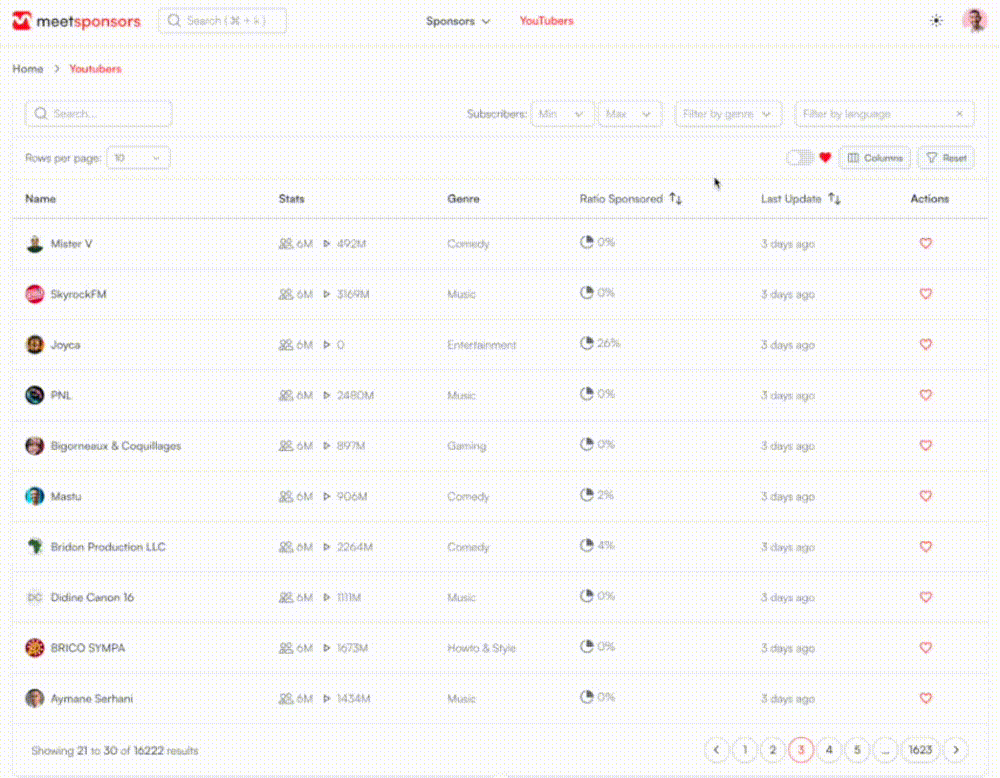 meetsponsors Search (⌘ + k) Sponsors YouTubers
Home > Youtubers
Search... Subscribers: Min Max Filter by genre Filter by language ×
Rows per page: 10 Columns Reset
Name Stats Genre Ratio Sponsored Last Update Actions
Mister V 6M 492M Comedy 0% 3 days ago
SkyrockFM 6M 3169M Music 0% 3 days ago
Joyca 6M 0 Entertainment 26% 3 days ago
PNL 6M 2480M Music 0% 3 days ago
Bigorneaux & Coquillages 6M 897M Gaming 0% 3 days ago
Mastu 6M 906M Comedy 2% 3 days ago
Bridon Production LLC 6M 2264M Comedy 4% 3 days ago
DC Didine Canon 16 6M 1111M Music 0% 3 days ago
BRICO SYMPA 6M 1673M Howto & Style 0% 3 days ago
Aymane Serhani 6M 1434M Music 0% 3 days ago
Showing 21 to 30 of 16222 results < 1 2 3 4 5 ... 1623 >